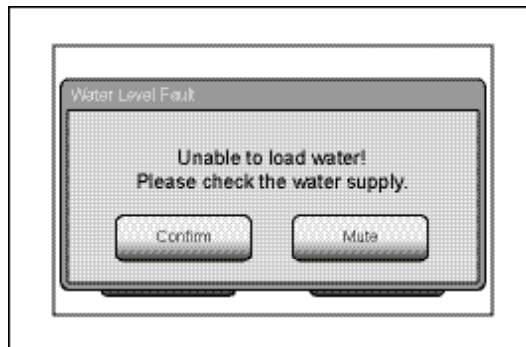 Water Level Fault
Unable to load water!
Please check the water supply.
Confirm Mute